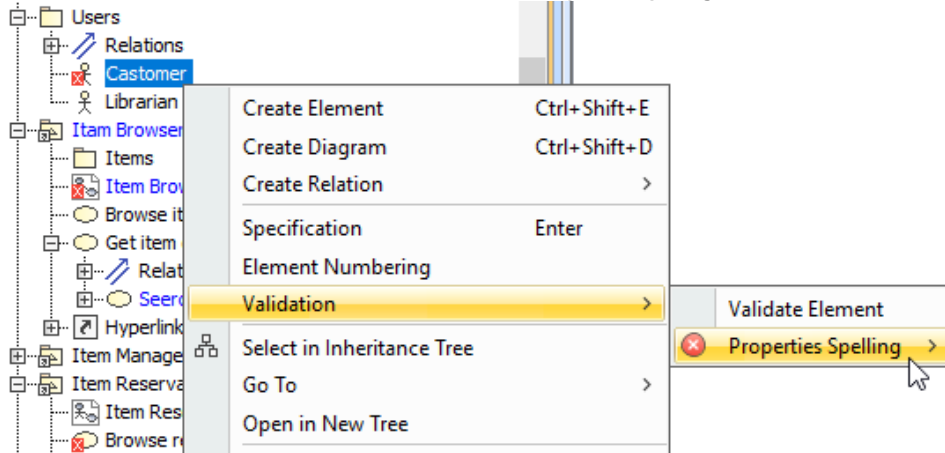 Users
Relations
Castomer
Librarian
Create Element Ctrl+Shift+E
Itam Browser
Create Diagram Ctrl+Shift+D
Items
Create Relation
Item Brow
Browse it
Specification Enter
Get item
Element Numbering
Relat
Seerc
Validation
Validate Element
Hyperlink
Properties Spelling
Item Manage
Select in Inheritance Tree
Item Reserva
Go To
Item Res
Open in New Tree
Browse r